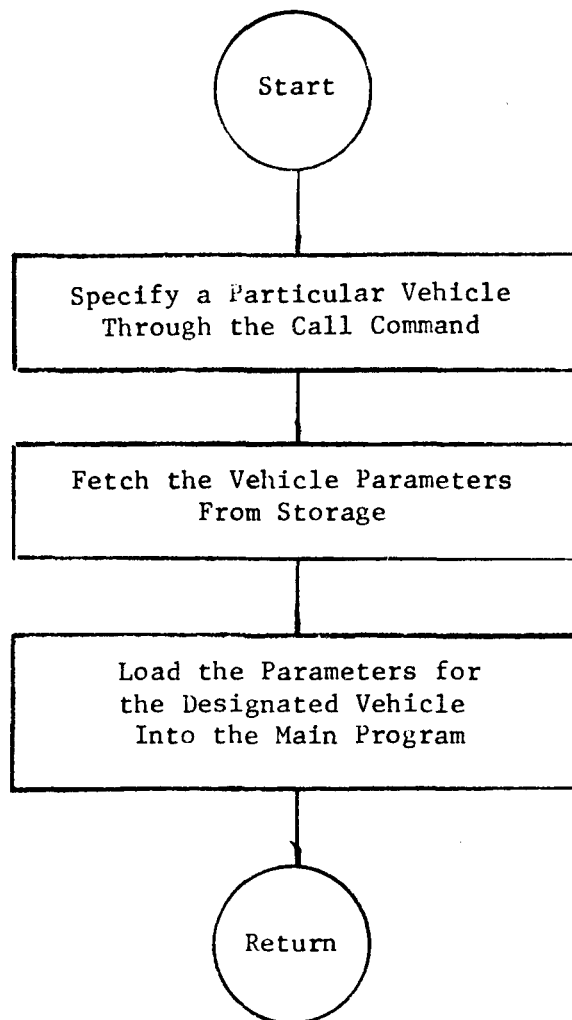 Start
Specify a Particular Vehicle
Through the Call Command
Fetch the Vehicle Parameters
From Storage
Load the Parameters for
the Designated Vehicle
Into the Main Program
Return